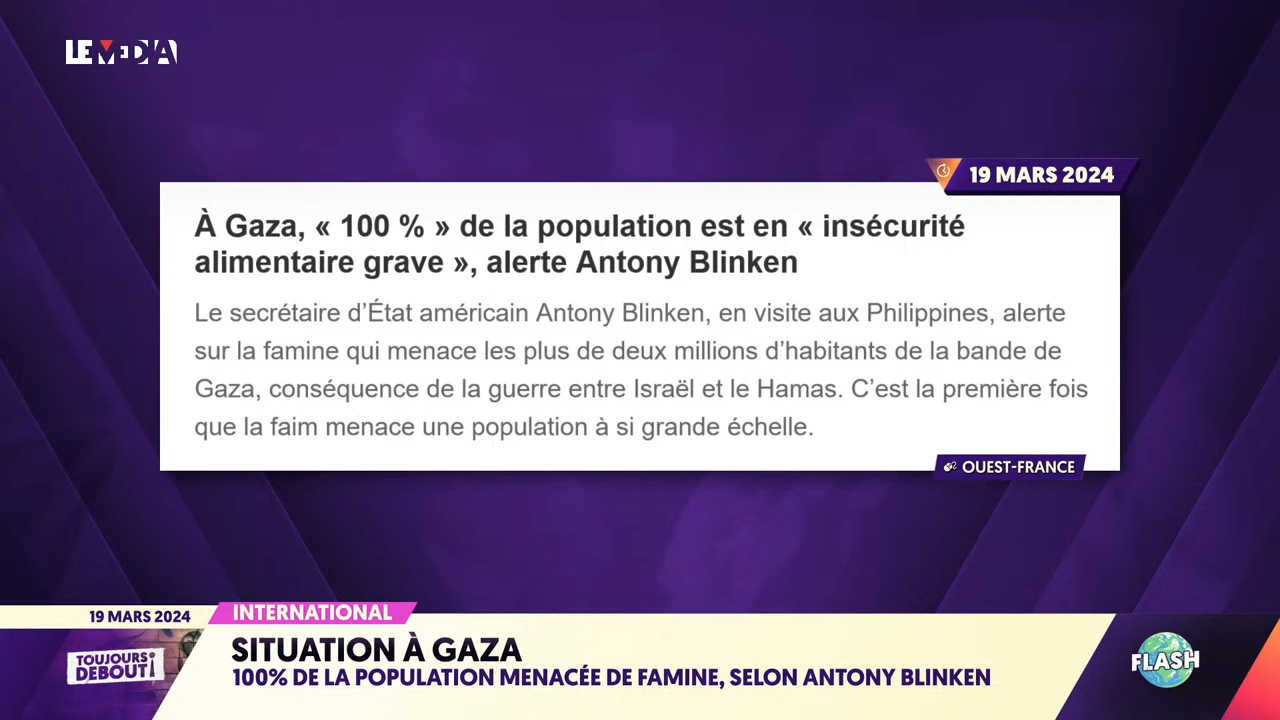 LE MEDIA
19 MARS 2024
À Gaza, « 100 % » de la population est en « insécurité
alimentaire grave », alerte Antony Blinken
Le secrétaire d'État américain Antony Blinken, en visite aux Philippines, alerte
sur la famine qui menace les plus de deux millions d'habitants de la bande de
Gaza, conséquence de la guerre entre Israël et le Hamas. C'est la première fois
que la faim menace une population à si grande échelle.
OUEST-FRANCE
19 MARS 2024
INTERNATIONAL
TOUJOURS
DEBOUT!
SITUATION À GAZA
100% DE LA POPULATION MENACÉE DE FAMINE, SELON ANTONY BLINKEN
FLASH